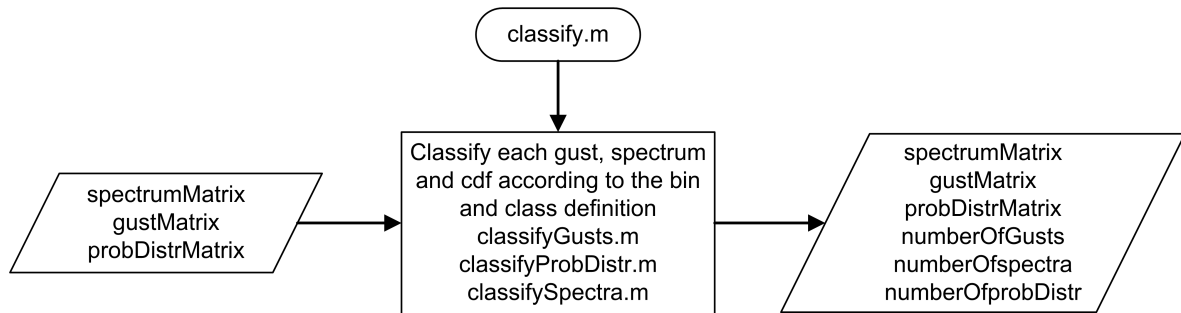 classify.m
spectrumMatrix
gustMatrix
probDistrMatrix
Classify each gust, spectrum
and cdf according to the bin
and class definition
classifyGusts.m
classifyProbDistr.m
classifySpectra.m
spectrumMatrix
gustMatrix
probDistrMatrix
numberOfGusts
numberOfspectra
numberOfprobDistr